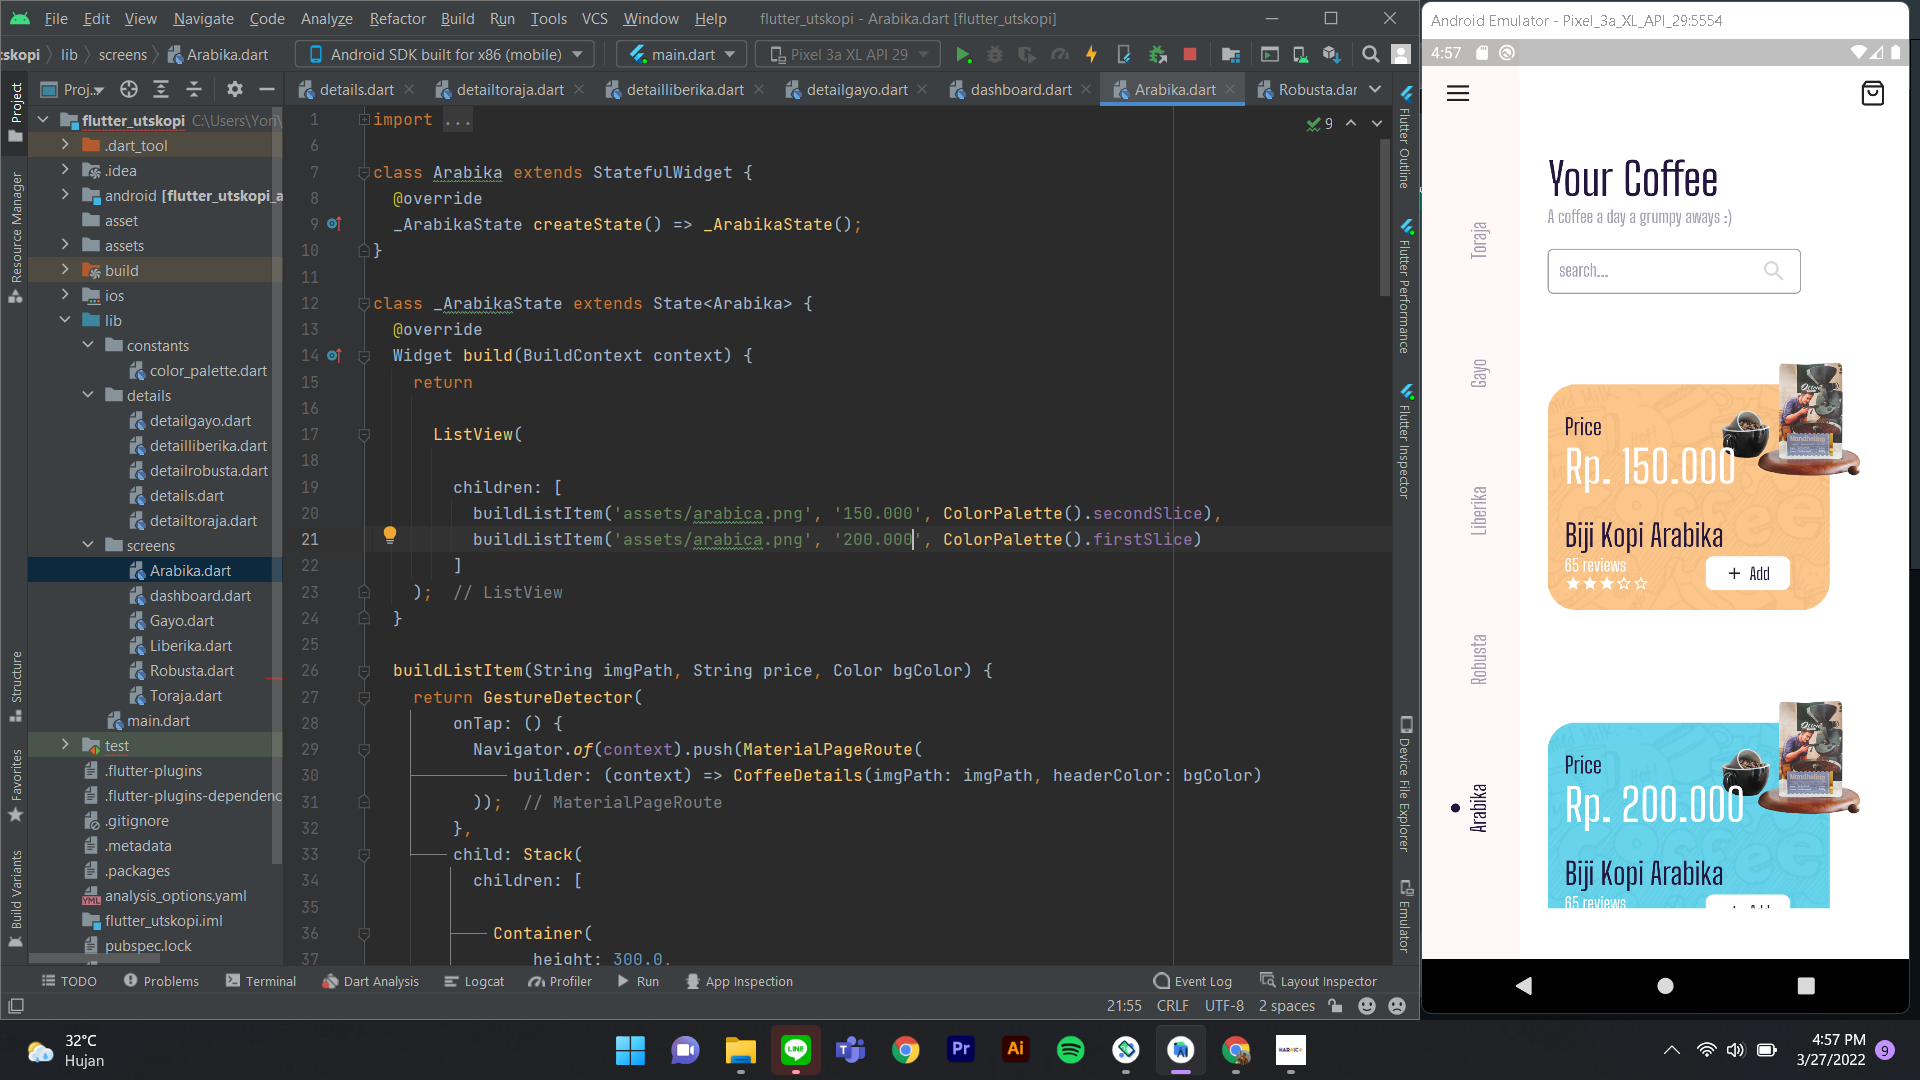 File Edit View Navigate Code Analyze Refactor Build Run Tools VCS Window Help flutter_utskopi - Arabika.dart [flutter_utskopi]
tskopi lib screens Arabika.dart Android SDK built for x86 (mobile) main.dart Pixel 3a XL API 29
Proj... details.dart detailtoraja.dart detailliberika.dart detailgayo.dart dashboard.dart Arabika.dart Robusta.dar
Project
Resource Manager
Structure
Favorites
Build Variants
flutter_utskopi C:\Users\Yori\
.dart_tool
.idea
android [flutter_utskopi_a
asset
assets
build
ios
lib
constants
color_palette.dart
details
detailgayo.dart
detailliberika.dart
detailrobusta.dart
details.dart
detailtoraja.dart
screens
Arabika.dart
dashboard.dart
Gayo.dart
Liberika.dart
Robusta.dart
Toraja.dart
main.dart
test
.flutter-plugins
.flutter-plugins-dependenc
.gitignore
.metadata
.packages
analysis_options.yaml
flutter_utskopi.iml
pubspec.lock
9
1 import ...
6
7 class Arabika extends StatefulWidget {
8 @override
9 _ArabikaState createState() => _ArabikaState();
10 }
11
12 class _ArabikaState extends State<Arabika> {
13 @override
14 Widget build(BuildContext context) {
15 return
16
17 ListView(
18
19 children: [
20 buildListItem('assets/arabica.png', '150.000', ColorPalette().secondSlice),
21 buildListItem('assets/arabica.png', '200.000', ColorPalette().firstSlice)
22 ]
23 ); // ListView
24 }
25
26 buildListItem(String imgPath, String price, Color bgColor) {
27 return GestureDetector(
28 onTap: () {
29 Navigator.of(context).push(MaterialPageRoute(
30 builder: (context) => CoffeeDetails(imgPath: imgPath, headerColor: bgColor)
31 )); // MaterialPageRoute
32 },
33 child: Stack(
34 children: [
35
36 Container(
37 height: 300.0,
Flutter Outline
Flutter Performance
Flutter Inspector
Device File Explorer
Emulator
TODO Problems Terminal Dart Analysis Logcat Profiler Run App Inspection Event Log Layout Inspector
21:55 CRLF UTF-8 2 spaces
Android Emulator - Pixel_3a_XL_API_29:5554
4:57
Your Coffee
A coffee a day a grumpy aways :)
search...
Toraja
Gayo
Liberika
Robusta
Arabika
Price
Rp. 150.000
Biji Kopi Arabika
65 reviews
+ Add
Mandheling
Price
Rp. 200.000
Biji Kopi Arabika
65 reviews
+ Add
Mandheling
32°C
Hujan
LINE
Pr
Ai
4:57 PM
3/27/2022
9